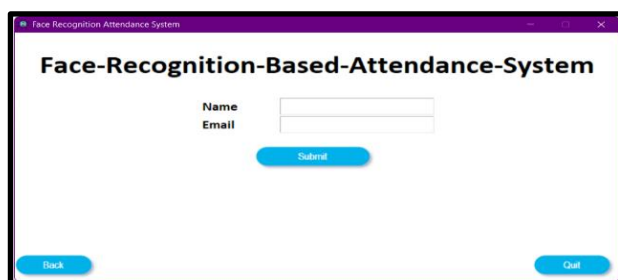 Face Recognition Attendance System
Face-Recognition-Based-Attendance-System
Name
Email
Submit
Back
Quit